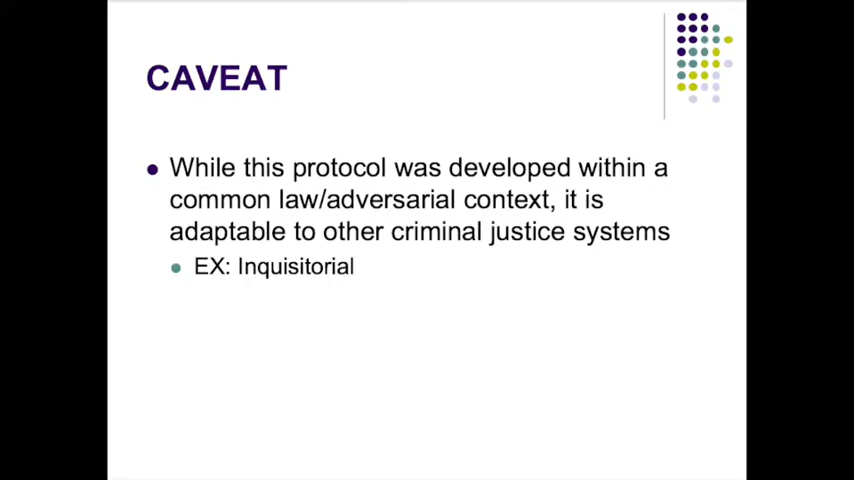 CAVEAT
While this protocol was developed within a
common law/adversarial context, it is
adaptable to other criminal justice systems
EX: Inquisitorial